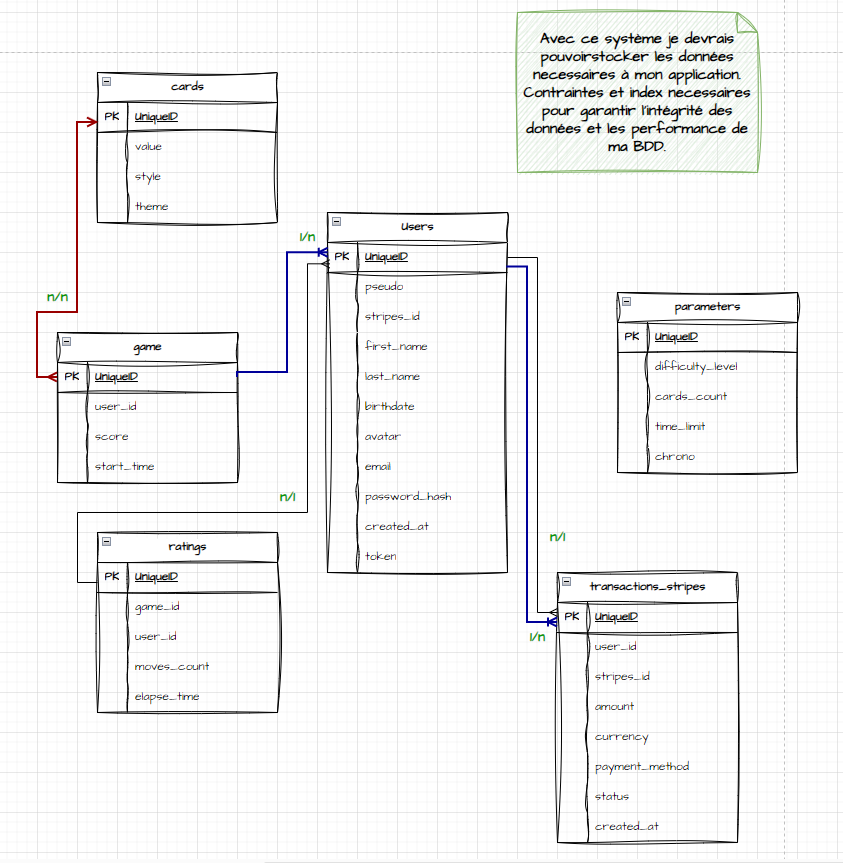 Avec ce système je devrais
pouvoirstocker les données
necessaires à mon application.
Contraintes et index necessaires
pour garantir l'intégrité des
données et les performance de
ma BDD.
cards
PK UniqueID
value
style
theme
n/n
game
PK UniqueID
user_id
score
start_time
1/n
Users
PK UniqueID
pseudo
stripes_id
first_name
last_name
birthdate
avatar
email
password_hash
created_at
token
n/1
ratings
PK UniqueID
game_id
user_id
moves_count
elapse_time
parameters
PK UniqueID
difficulty_level
cards_count
time_limit
chrono
n/1
1/n
transactions_stripes
PK UniqueID
user_id
stripes_id
amount
currency
payment_method
status
created_at